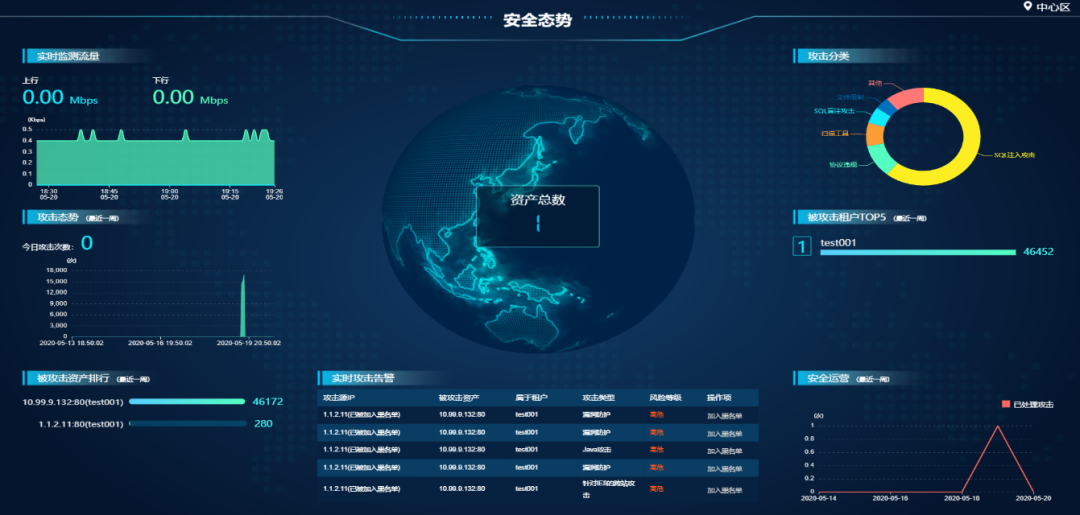 安全态势
中心区
实时监测流量
上行
下行
0.00 Mbps
0.00 Mbps
(Kbps)
0.5
0.4
0.3
0.2
0.1
0
18:30
05-20
18:45
05-20
19:00
05-20
19:15
05-20
19:26
05-20
攻击态势 (最近一周)
今日攻击次数: 0
(次)
18,000
15,000
12,000
9,000
6,000
3,000
0
2020-05-13 18:50:02
2020-05-16 19:50:02
2020-05-19 20:50:02
被攻击资产排行 (最近一周)
10.99.9.132:80(test001) 46172
1.1.2.11:80(test001) 280
资产总数
1
实时攻击告警
攻击源IP 被攻击资产 属于租户 攻击类型 风险等级 操作项
1.1.2.11(已被加入黑名单) 10.99.9.132:80 test001 漏洞防护 高危 加入黑名单
1.1.2.11(已被加入黑名单) 10.99.9.132:80 test001 漏洞防护 高危 加入黑名单
1.1.2.11(已被加入黑名单) 10.99.9.132:80 test001 Java攻击 高危 加入黑名单
1.1.2.11(已被加入黑名单) 10.99.9.132:80 test001 漏洞防护 高危 加入黑名单
1.1.2.11(已被加入黑名单) 10.99.9.132:80 test001 针对IE的跨站攻击 高危 加入黑名单
攻击分类
其他
SQL盲注攻击
扫描工具
协议违规
SQL注入攻击
被攻击租户TOP5 (最近一周)
1 test001 46452
安全运营 (最近一周)
已处理攻击
(次)
1
0.8
0.6
0.4
0.2
0
2020-05-14
2020-05-16
2020-05-18
2020-05-20